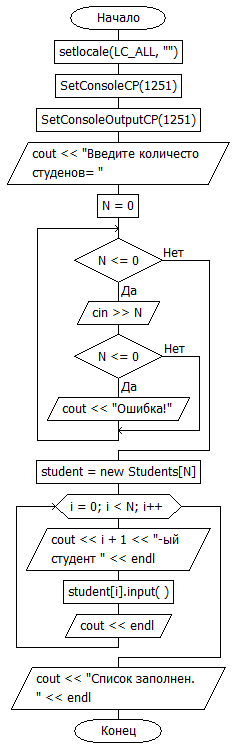 Начало
setlocale(LC_ALL, "")
SetConsoleCP(1251)
SetConsoleOutputCP(1251)
cout << "Введите количесто
студенов= "
N = 0
N <= 0
Нет
Да
cin >> N
N <= 0
Нет
Да
cout << "Ошибка!"
student = new Students[N]
i = 0; i < N; i++
cout << i + 1 << "-ый
студент " << endl
student[i].input( )
cout << endl
cout << "Список заполнен.
" << endl
Конец